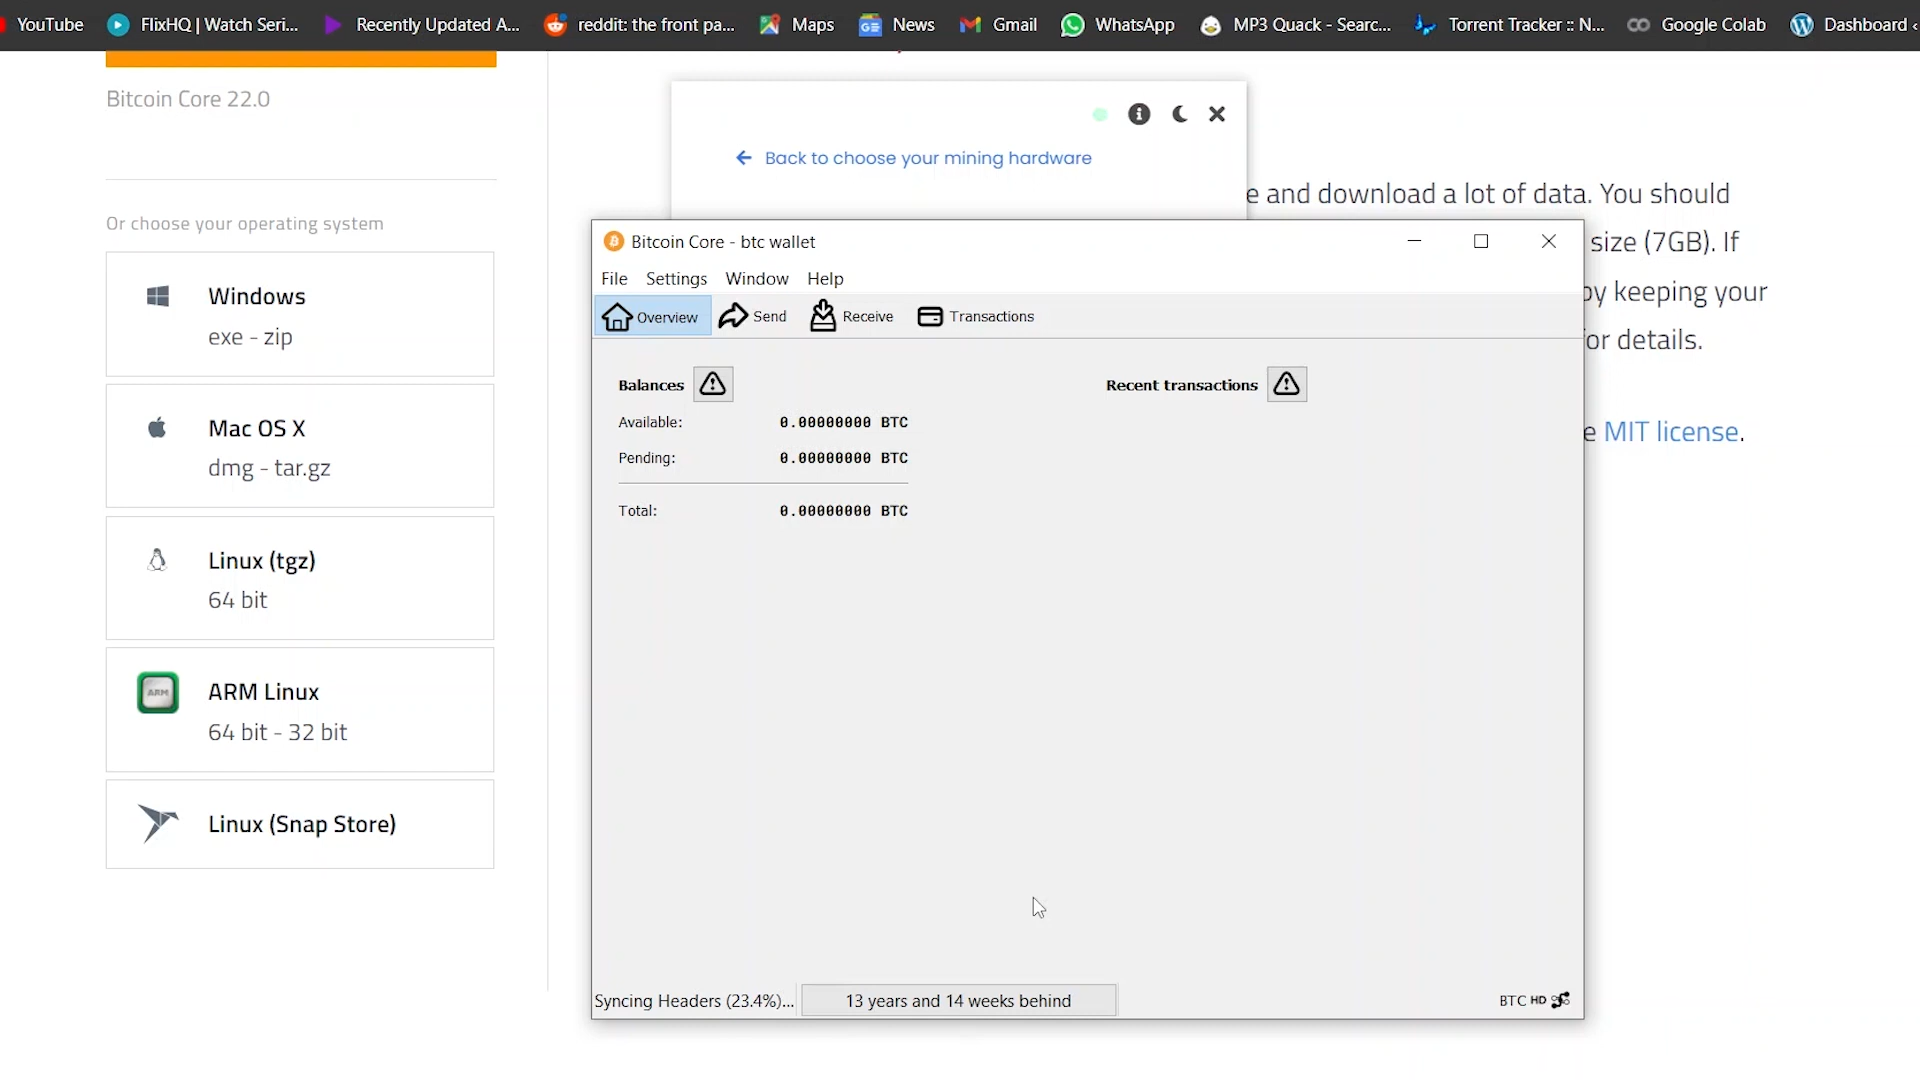 YouTube
FlixHQ | Watch Seri...
Recently Updated A...
reddit: the front pa...
Maps
News
Gmail
WhatsApp
MP3 Quack - Searc...
Torrent Tracker :: N...
Google Colab
Dashboard ‹
Bitcoin Core 22.0
Or choose your operating system
Windows
exe - zip
Mac OS X
dmg - tar.gz
Linux (tgz)
64 bit
ARM
ARM Linux
64 bit - 32 bit
Linux (Snap Store)
Back to choose your mining hardware
e and download a lot of data. You should
size (7GB). If
by keeping your
for details.
e MIT license.
Bitcoin Core - btc wallet
File Settings Window Help
Overview Send Receive Transactions
Balances Recent transactions
Available: 0.00000000 BTC
Pending: 0.00000000 BTC
Total: 0.00000000 BTC
Syncing Headers (23.4%)... 13 years and 14 weeks behind BTC HD